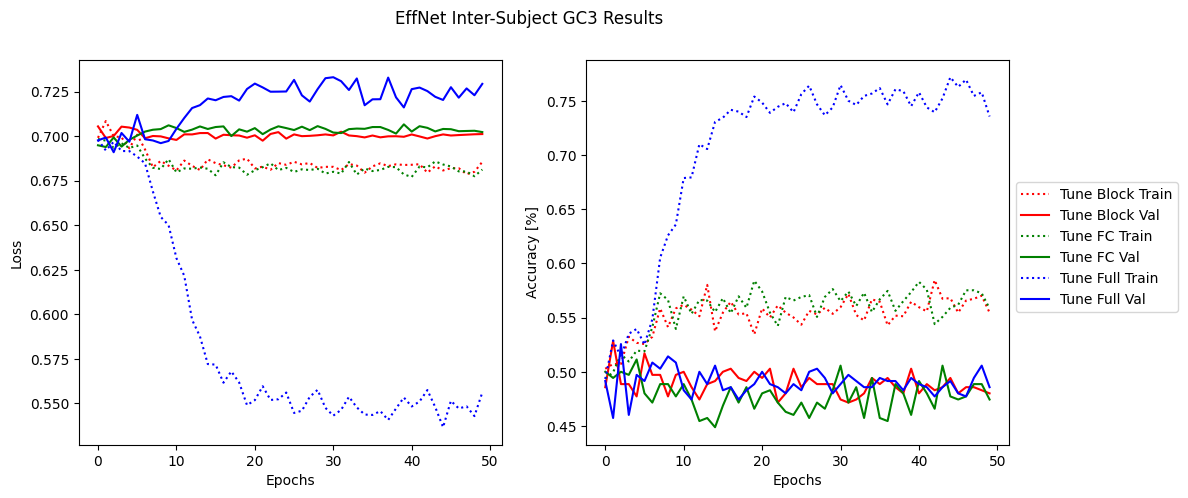 EffNet Inter-Subject GC3 Results
Loss
0.725
0.700
0.675
0.650
0.625
0.600
0.575
0.550
0 10 20 30 40 50
Epochs
Accuracy [%]
0.75
0.70
0.65
0.60
0.55
0.50
0.45
0 10 20 30 40 50
Epochs
Tune Block Train
Tune Block Val
Tune FC Train
Tune FC Val
Tune Full Train
Tune Full Val